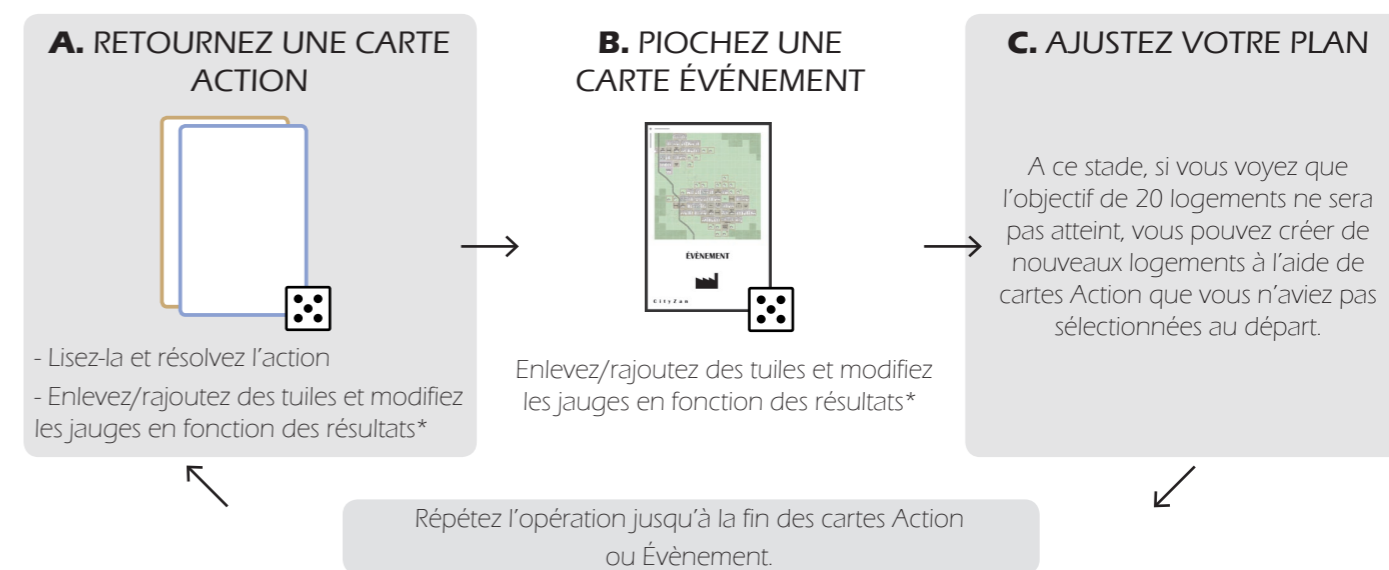 A. RETOURNEZ UNE CARTE
ACTION
- Lisez-la et résolvez l'action
- Enlevez/rajoutez des tuiles et modifiez
les jauges en fonction des résultats*
B. PIOCHEZ UNE
CARTE ÉVÉNEMENT
ÉVÉNEMENT
CityZan
Enlevez/rajoutez des tuiles et modifiez
les jauges en fonction des résultats*
C. AJUSTEZ VOTRE PLAN
A ce stade, si vous voyez que
l'objectif de 20 logements ne sera
pas atteint, vous pouvez créer de
nouveaux logements à l'aide de
cartes Action que vous n'aviez pas
sélectionnées au départ.
Répétez l'opération jusqu'à la fin des cartes Action
ou Évènement.